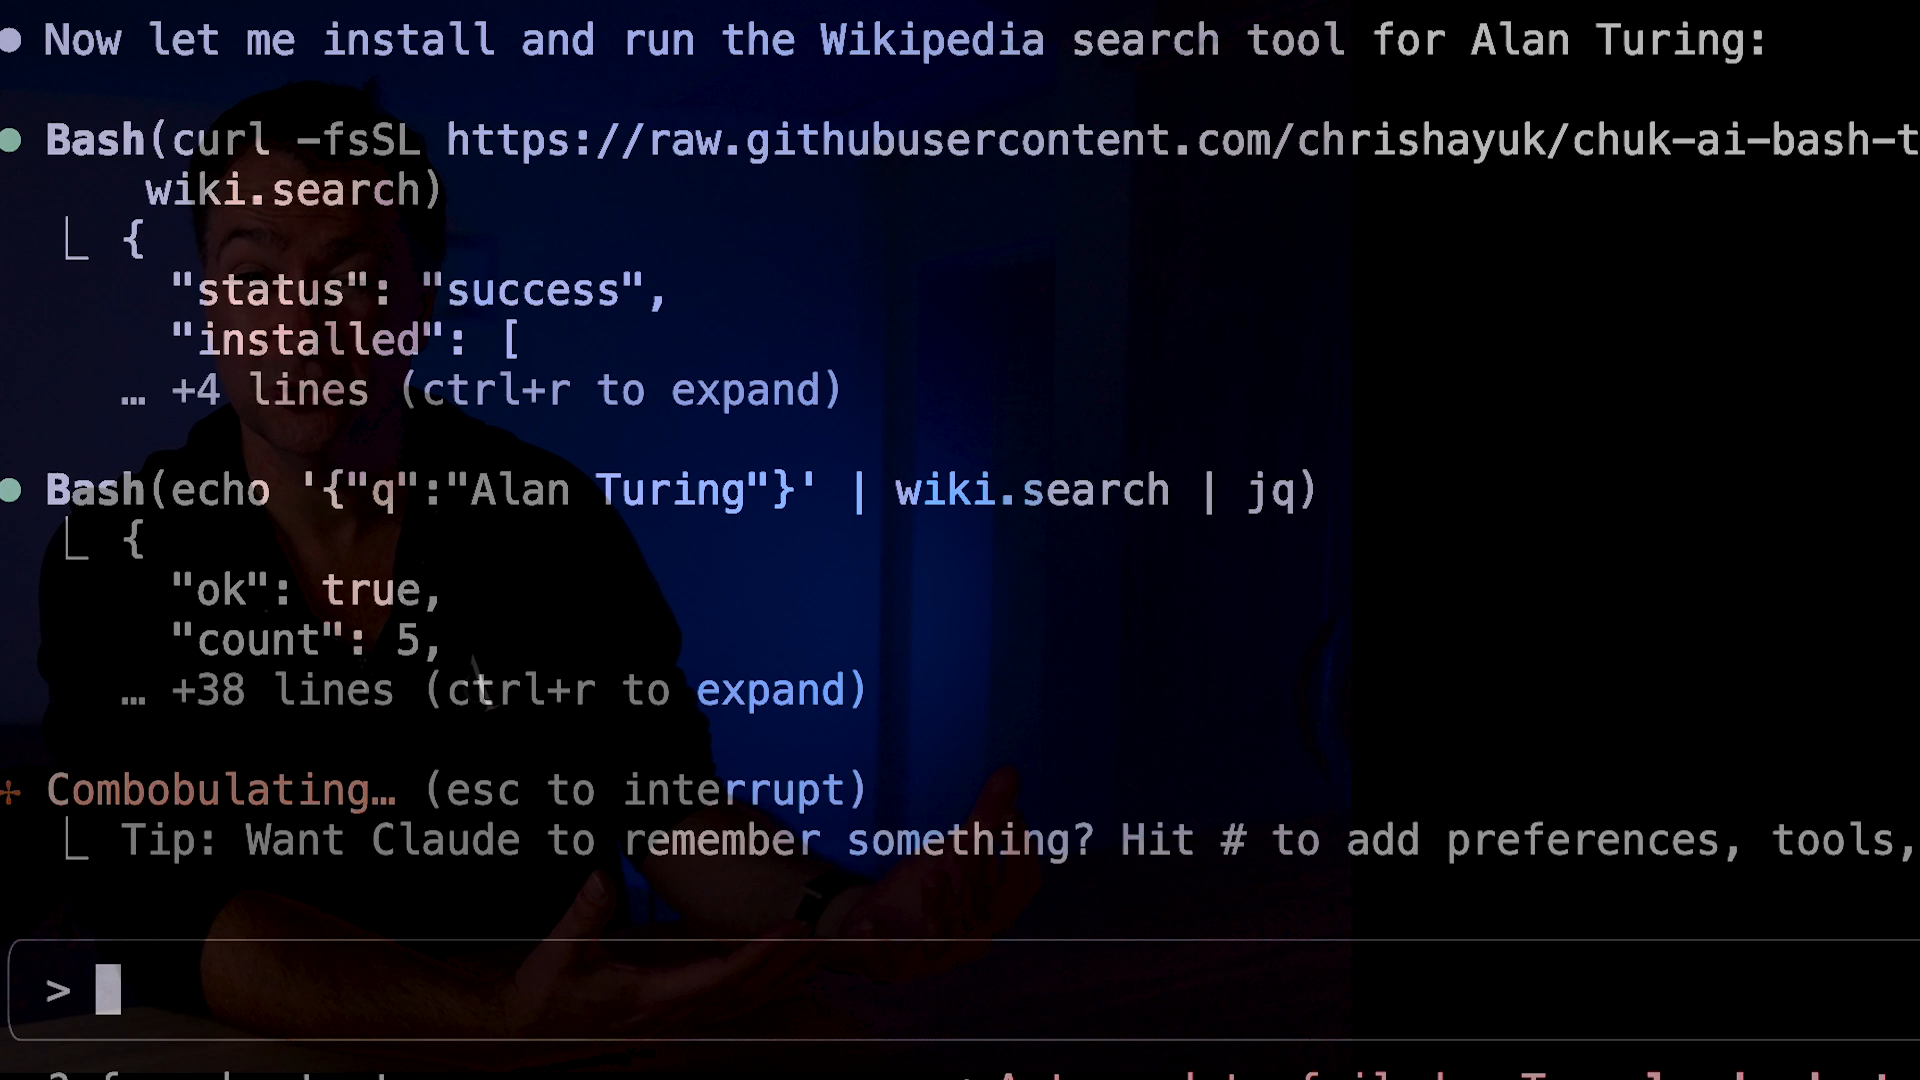 ● Now let me install and run the Wikipedia search tool for Alan Turing:
● Bash(curl -fsSL https://raw.githubusercontent.com/chrishayuk/chuk-ai-bash-t
wiki.search)
⎿ {
"status": "success",
"installed": [
… +4 lines (ctrl+r to expand)
● Bash(echo '{"q":"Alan Turing"}' | wiki.search | jq)
⎿ {
"ok": true,
"count": 5,
… +38 lines (ctrl+r to expand)
✢ Combobulating… (esc to interrupt)
⎿ Tip: Want Claude to remember something? Hit # to add preferences, tools,
>